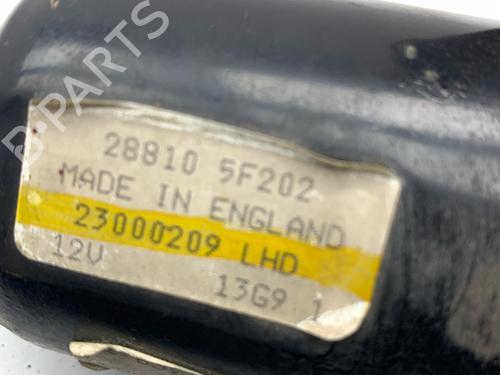 B-PARTS
28810 5F202
MADE IN ENGLAND
23000209 LHD
12V 13G9 1